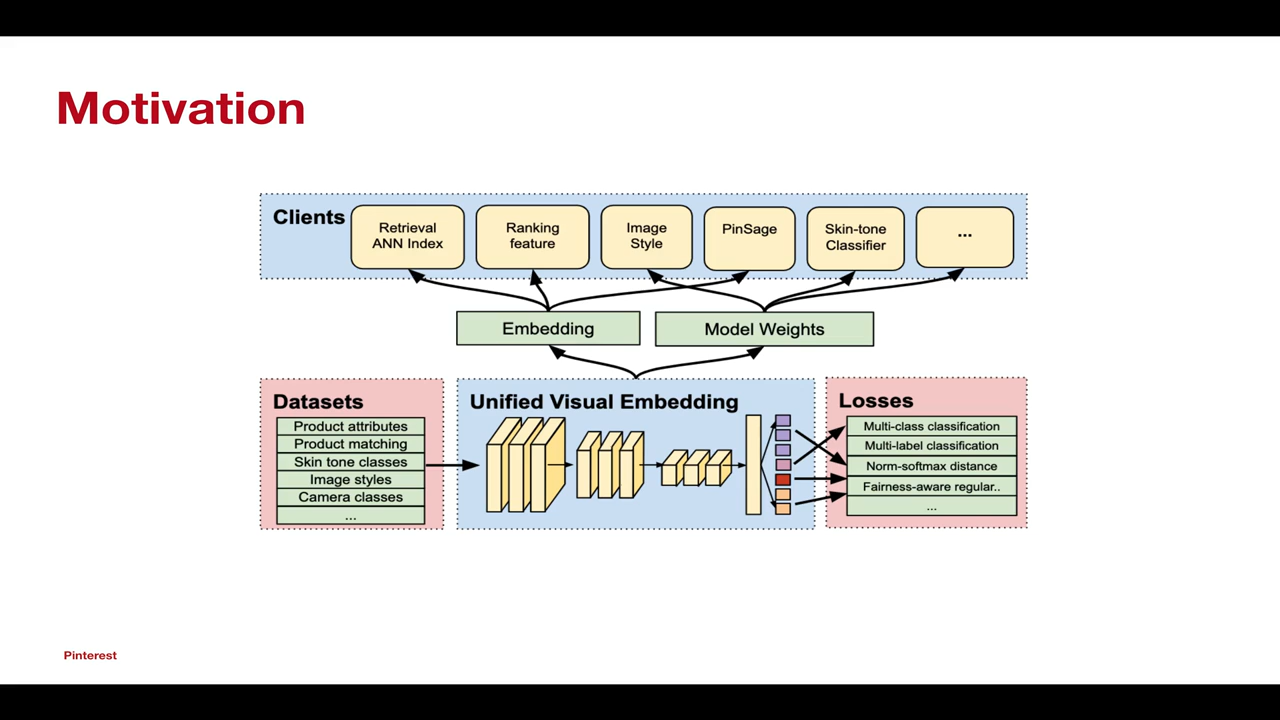 Motivation
Clients
Retrieval
ANN Index
Ranking
feature
Image
Style
PinSage
Skin-tone
Classifier
...
Embedding
Model Weights
Datasets
Product attributes
Product matching
Skin tone classes
Image styles
Camera classes
...
Unified Visual Embedding
Losses
Multi-class classification
Multi-label classification
Norm-softmax distance
Fairness-aware regular..
...
Pinterest